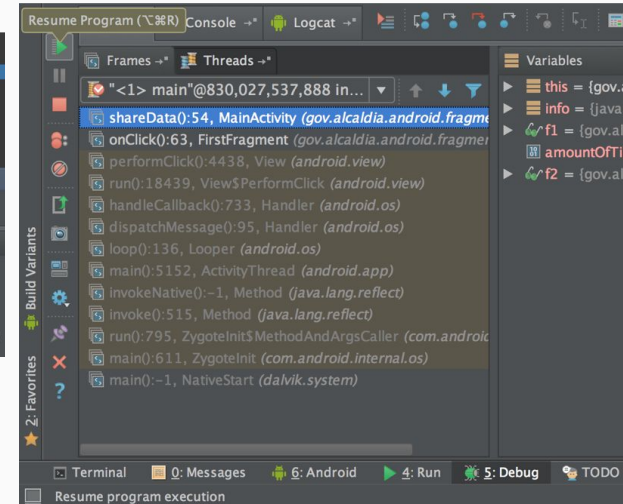 Resume Program (⌥⌘R) Console →* Logcat →*
Frames →* Threads →*
"<1> main"@830,027,537,888 in...
shareData():54, MainActivity (gov.alcaldia.android.fragme
onClick():63, FirstFragment (gov.alcaldia.android.fragmer
performClick():4438, View (android.view)
run():18439, View$PerformClick (android.view)
handleCallback():733, Handler (android.os)
dispatchMessage():95, Handler (android.os)
loop():136, Looper (android.os)
main():5152, ActivityThread (android.app)
invokeNative():–1, Method (java.lang.reflect)
invoke():515, Method (java.lang.reflect)
run():795, ZygoteInit$MethodAndArgsCaller (com.android
main():611, ZygoteInit (com.android.internal.os)
main():–1, NativeStart (dalvik.system)
Variables
this = {gov.a
info = {java
f1 = {gov.al
amountOfTi
f2 = {gov.al
Build Variants
2: Favorites
Terminal 0: Messages 6: Android 4: Run 5: Debug TODO
Resume program execution